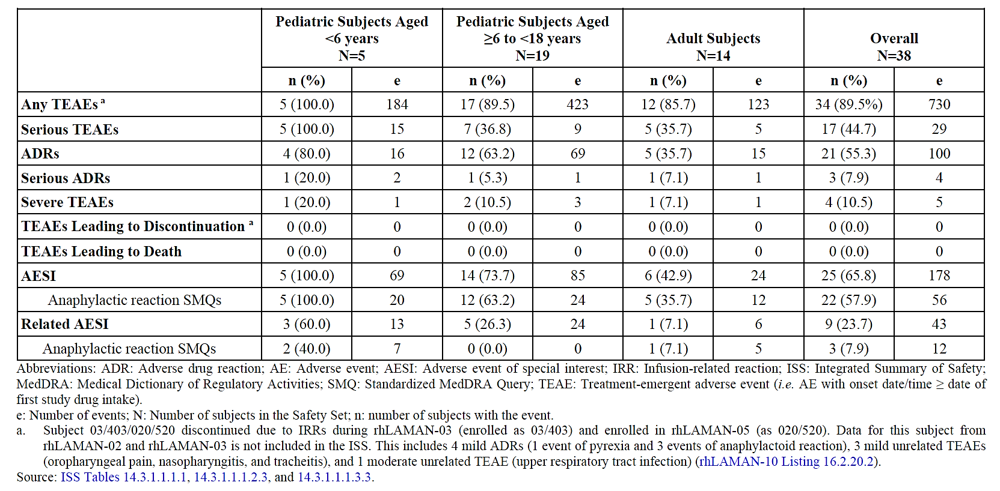 Pediatric Subjects Aged <6 years N=5 Pediatric Subjects Aged ≥6 to <18 years N=19 Adult Subjects N=14 Overall N=38
n (%) e n (%) e n (%) e n (%) e
Any TEAEs a 5 (100.0) 184 17 (89.5) 423 12 (85.7) 123 34 (89.5%) 730
Serious TEAEs 5 (100.0) 15 7 (36.8) 9 5 (35.7) 5 17 (44.7) 29
ADRs 4 (80.0) 16 12 (63.2) 69 5 (35.7) 15 21 (55.3) 100
Serious ADRs 1 (20.0) 2 1 (5.3) 1 1 (7.1) 1 3 (7.9) 4
Severe TEAEs 1 (20.0) 1 2 (10.5) 3 1 (7.1) 1 4 (10.5) 5
TEAEs Leading to Discontinuation a 0 (0.0) 0 0 (0.0) 0 0 (0.0) 0 0 (0.0) 0
TEAEs Leading to Death 0 (0.0) 0 0 (0.0) 0 0 (0.0) 0 0 (0.0) 0
AESI 5 (100.0) 69 14 (73.7) 85 6 (42.9) 24 25 (65.8) 178
Anaphylactic reaction SMQs 5 (100.0) 20 12 (63.2) 24 5 (35.7) 12 22 (57.9) 56
Related AESI 3 (60.0) 13 5 (26.3) 24 1 (7.1) 6 9 (23.7) 43
Anaphylactic reaction SMQs 2 (40.0) 7 0 (0.0) 0 1 (7.1) 5 3 (7.9) 12
Abbreviations: ADR: Adverse drug reaction; AE: Adverse event; AESI: Adverse event of special interest; IRR: Infusion-related reaction; ISS: Integrated Summary of Safety;
MedDRA: Medical Dictionary of Regulatory Activities; SMQ: Standardized MedDRA Query; TEAE: Treatment-emergent adverse event (i.e. AE with onset date/time ≥ date of
first study drug intake).
e: Number of events; N: Number of subjects in the Safety Set; n: number of subjects with the event.
a. Subject 03/403/020/520 discontinued due to IRRs during rhLAMAN-03 (enrolled as 03/403) and enrolled in rhLAMAN-05 (as 020/520). Data for this subject from
rhLAMAN-02 and rhLAMAN-03 is not included in the ISS. This includes 4 mild ADRs (1 event of pyrexia and 3 events of anaphylactoid reaction), 3 mild unrelated TEAEs
(oropharyngeal pain, nasopharyngitis, and tracheitis), and 1 moderate unrelated TEAE (upper respiratory tract infection) (rhLAMAN-10 Listing 16.2.20.2).
Source: ISS Tables 14.3.1.1.1.1, 14.3.1.1.1.2.3, and 14.3.1.1.1.3.3.